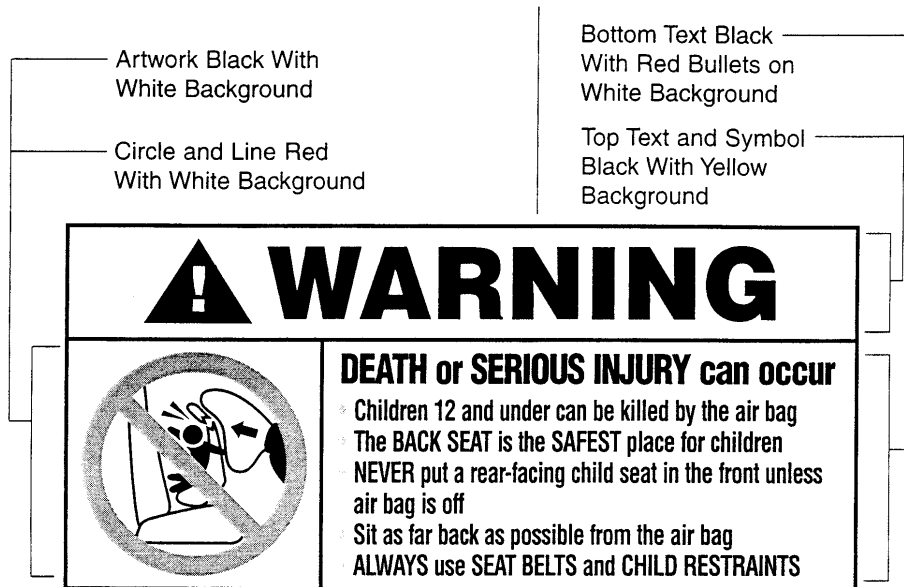 Artwork Black With
White Background
Circle and Line Red
With White Background
Bottom Text Black
With Red Bullets on
White Background
Top Text and Symbol
Black With Yellow
Background
! WARNING
DEATH or SERIOUS INJURY can occur
Children 12 and under can be killed by the air bag
The BACK SEAT is the SAFEST place for children
NEVER put a rear-facing child seat in the front unless
air bag is off
Sit as far back as possible from the air bag
ALWAYS use SEAT BELTS and CHILD RESTRAINTS